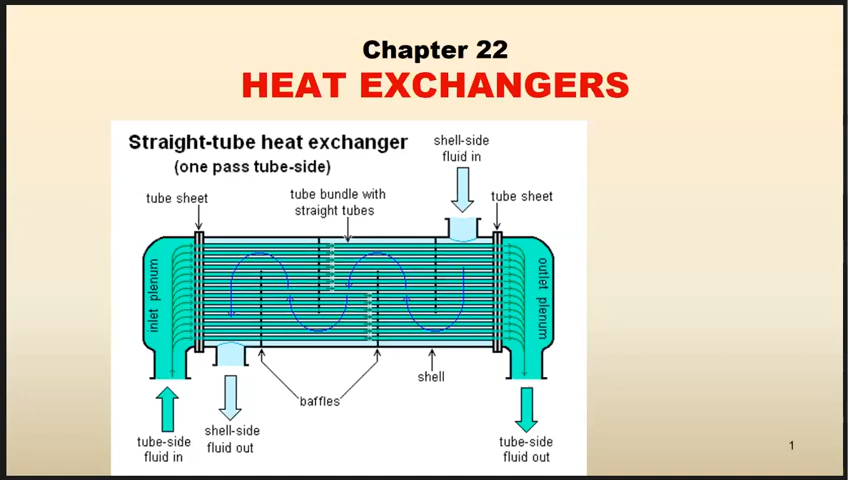 Chapter 22
HEAT EXCHANGERS
Straight-tube heat exchanger
(one pass tube-side)
shell-side
fluid in
tube sheet
tube bundle with
straight tubes
tube sheet
inlet plenum
outlet plenum
shell
baffles
tube-side
fluid in
shell-side
fluid out
tube-side
fluid out
1